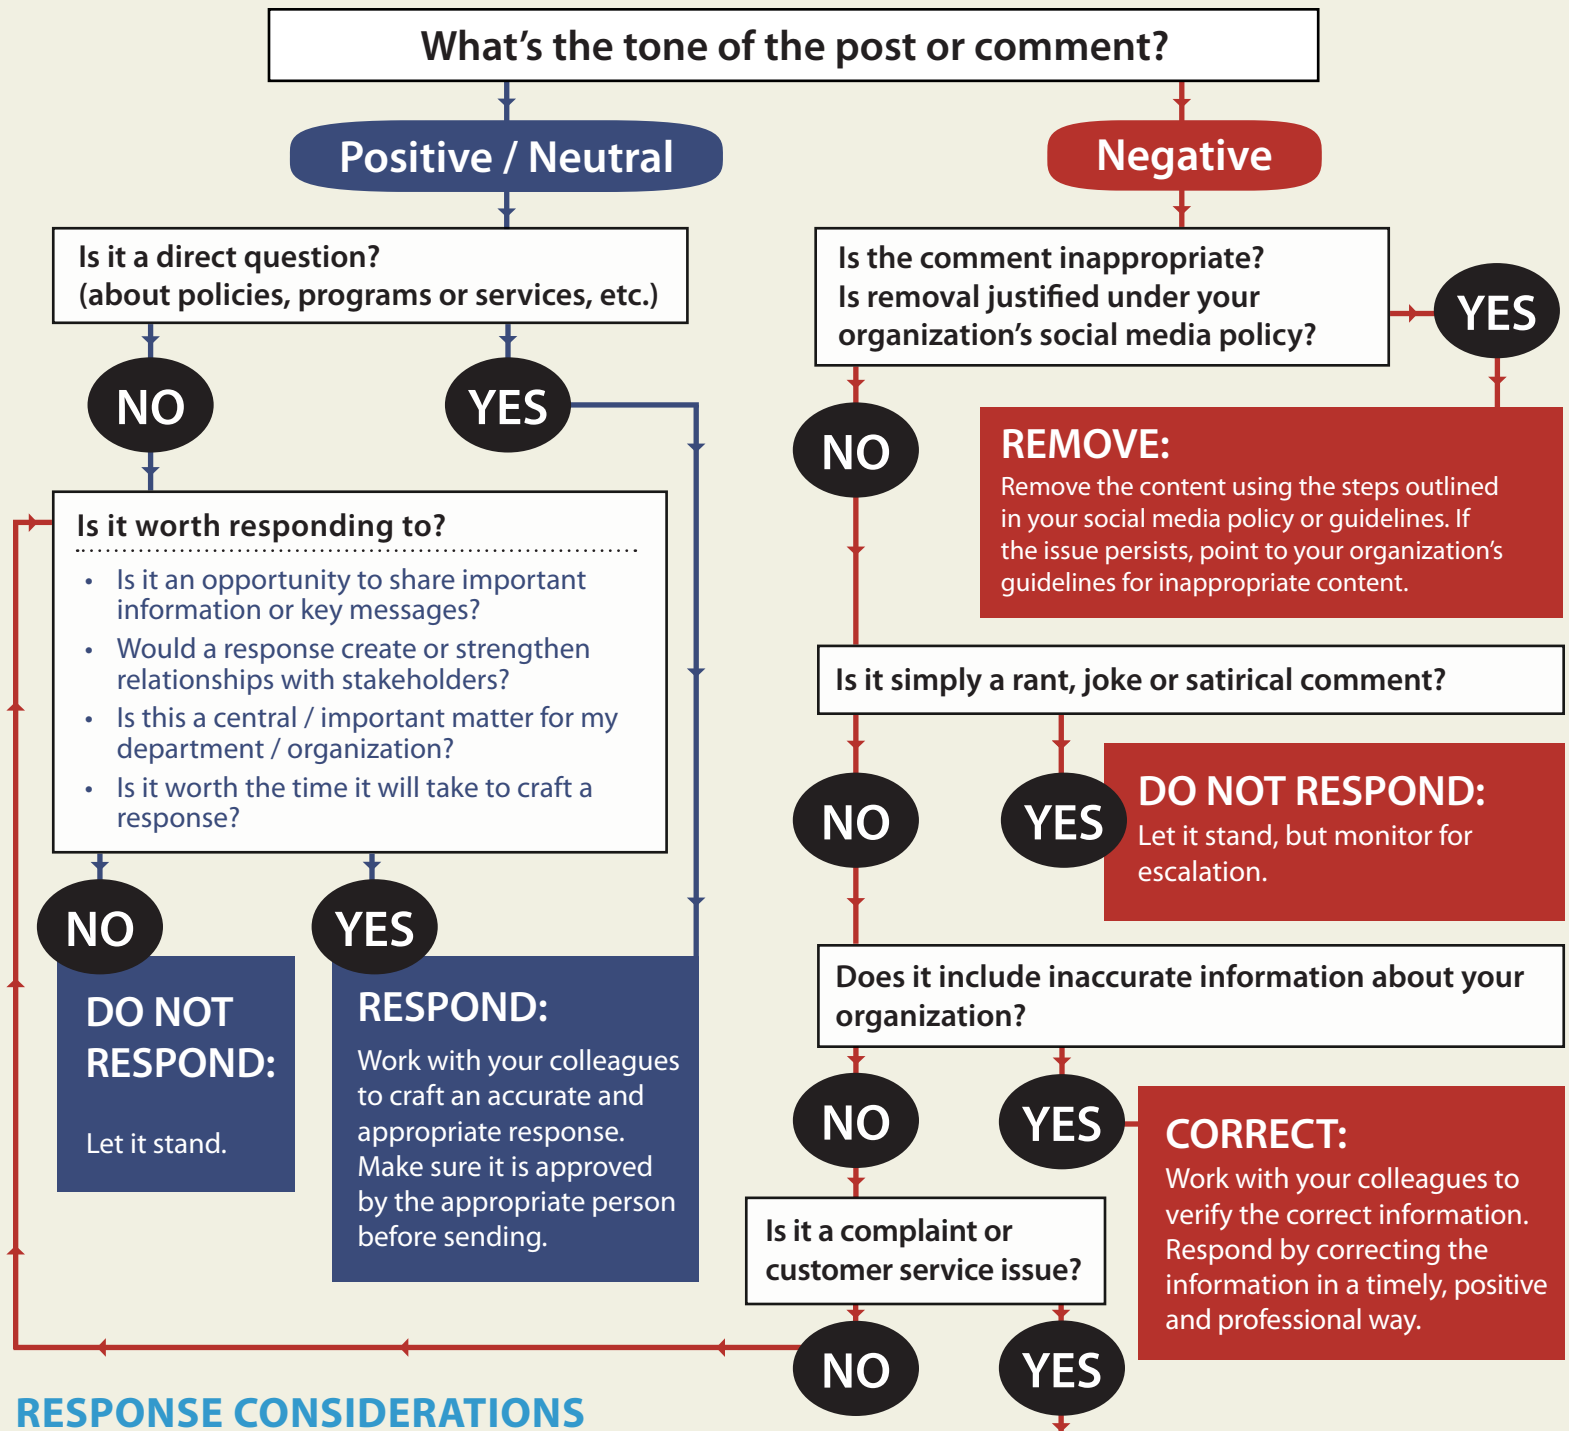 What's the tone of the post or comment?
Positive / Neutral
Negative
Is it a direct question?
(about policies, programs or services, etc.)
NO
YES
Is it worth responding to?
• Is it an opportunity to share important
information or key messages?
• Would a response create or strengthen
relationships with stakeholders?
• Is this a central / important matter for my
department / organization?
• Is it worth the time it will take to craft a
response?
NO
YES
DO NOT
RESPOND:
Let it stand.
RESPOND:
Work with your colleagues
to craft an accurate and
appropriate response.
Make sure it is approved
by the appropriate person
before sending.
Is the comment inappropriate?
Is removal justified under your
organization's social media policy?
YES
NO
REMOVE:
Remove the content using the steps outlined
in your social media policy or guidelines. If
the issue persists, point to your organization's
guidelines for inappropriate content.
Is it simply a rant, joke or satirical comment?
NO
YES
DO NOT RESPOND:
Let it stand, but monitor for
escalation.
Does it include inaccurate information about your
organization?
NO
YES
CORRECT:
Work with your colleagues to
verify the correct information.
Respond by correcting the
information in a timely, positive
and professional way.
Is it a complaint or
customer service issue?
NO
YES
RESPONSE CONSIDERATIONS